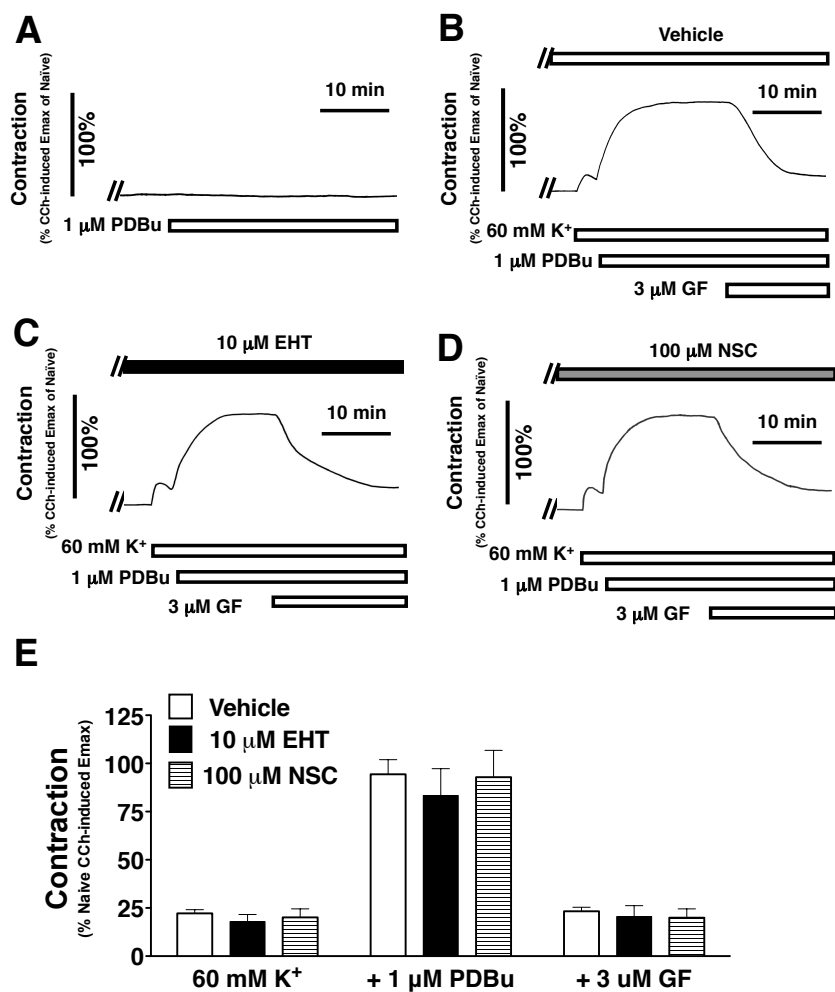 A
Contraction
(% CCh-induced Emax of Naïve)
100%
10 min
1 µM PDBu
B
Vehicle
Contraction
(% CCh-induced Emax of Naïve)
100%
10 min
60 mM K+
1 µM PDBu
3 µM GF
C
10 µM EHT
Contraction
(% CCh-induced Emax of Naïve)
100%
10 min
60 mM K+
1 µM PDBu
3 µM GF
D
100 µM NSC
Contraction
(% CCh-induced Emax of Naïve)
100%
10 min
60 mM K+
1 µM PDBu
3 µM GF
E
Contraction
(% Naive CCh-induced Emax)
125
100
75
50
25
0
Vehicle
10 µM EHT
100 µM NSC
60 mM K+
+ 1 µM PDBu
+ 3 uM GF